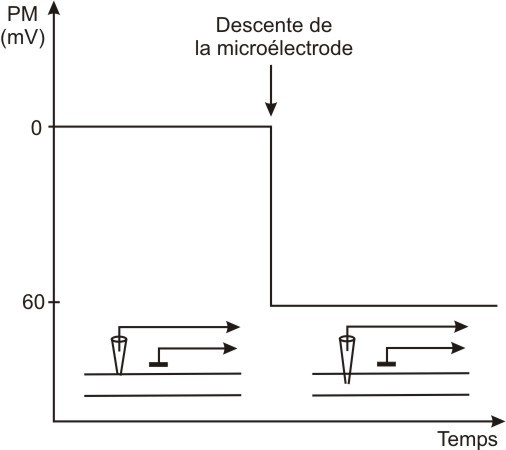 PM
(mV)
Descente de
la microélectrode
0
60
Temps